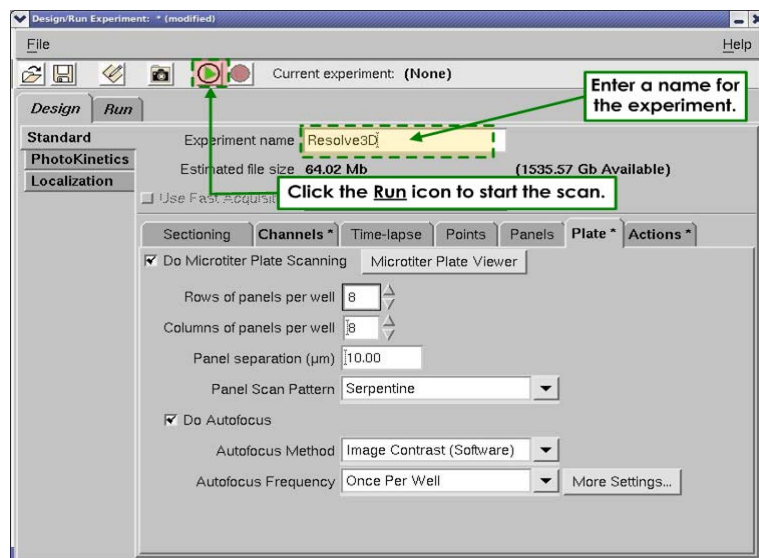 Design/Run Experiment: * (modified)
File Help
Current experiment: (None)
Enter a name for
the experiment.
Design Run
Standard
PhotoKinetics
Localization
Experiment name Resolve3D
Estimated file size 64.02 Mb (1535.57 Gb Available)
Click the Run icon to start the scan.
Use Fast Acquisit
Sectioning Channels * Time-lapse Points Panels Plate * Actions *
Do Microtiter Plate Scanning Microtiter Plate Viewer
Rows of panels per well 8
Columns of panels per well 8
Panel separation (µm) 10.00
Panel Scan Pattern Serpentine
Do Autofocus
Autofocus Method Image Contrast (Software)
Autofocus Frequency Once Per Well More Settings...